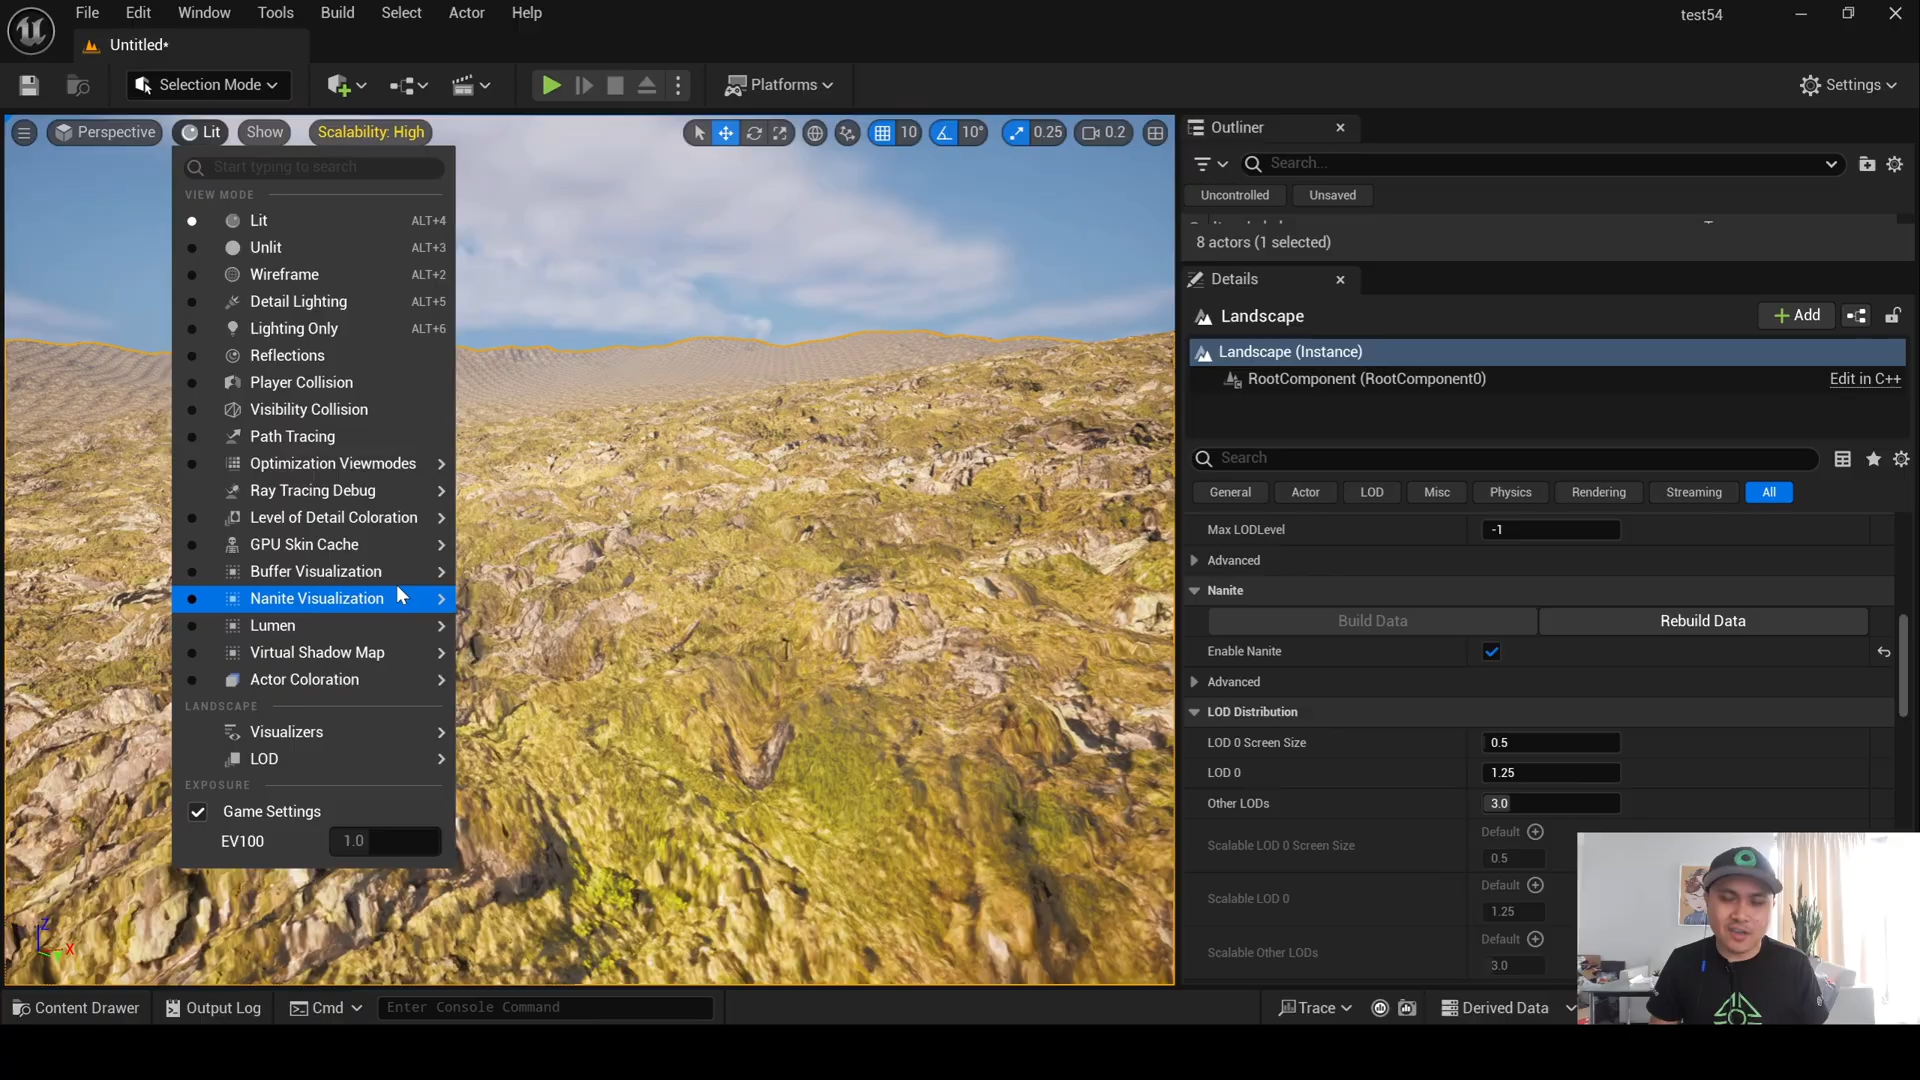 File Edit Window Tools Build Select Actor Help
test54
Untitled*
Selection Mode
Platforms
Settings
Perspective Lit Show Scalability: High
10 10° 0.25 0.2
Start typing to search
VIEW MODE
Lit ALT+4
Unlit ALT+3
Wireframe ALT+2
Detail Lighting ALT+5
Lighting Only ALT+6
Reflections
Player Collision
Visibility Collision
Path Tracing
Optimization Viewmodes
Ray Tracing Debug
Level of Detail Coloration
GPU Skin Cache
Buffer Visualization
Nanite Visualization
Lumen
Virtual Shadow Map
Actor Coloration
LANDSCAPE
Visualizers
LOD
EXPOSURE
Game Settings
EV100 1.0
Z
X
Outliner
Search...
Uncontrolled Unsaved
8 actors (1 selected)
Details
Landscape
Add
Landscape (Instance)
RootComponent (RootComponent0) Edit in C++
Search
General Actor LOD Misc Physics Rendering Streaming All
Max LODLevel -1
Advanced
Nanite
Build Data Rebuild Data
Enable Nanite
Advanced
LOD Distribution
LOD 0 Screen Size 0.5
LOD 0 1.25
Other LODs 3.0
Default
Scalable LOD 0 Screen Size
0.5
Default
Scalable LOD 0
1.25
Default
Scalable Other LODs
3.0
Content Drawer Output Log Cmd Enter Console Command
Trace Derived Data